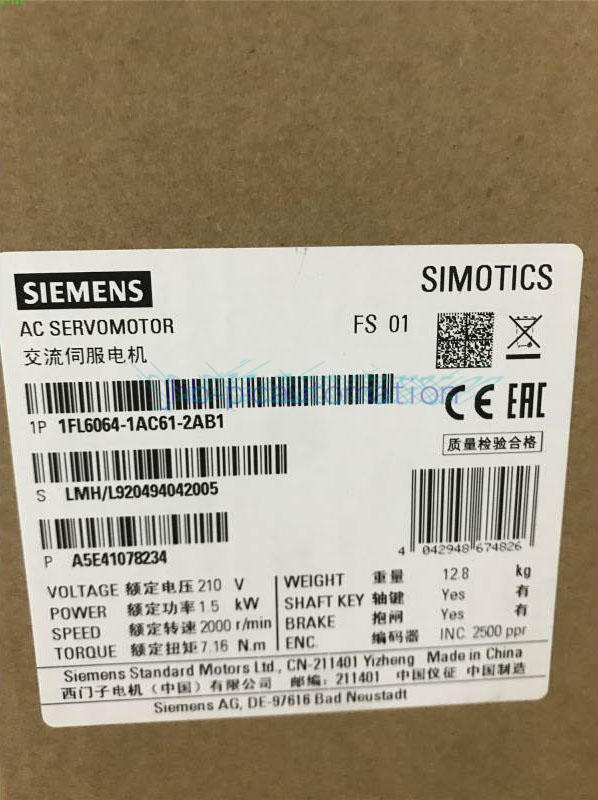 SIEMENS
SIMOTICS
AC SERVOMOTOR
FS 01
交流伺服电机
1P 1FL6064-1AC61-2AB1
CE EAC
质量检验合格
S LMH/L920494042005
P A5E41078234
4 042948 674826
VOLTAGE 额定电压 210 V
POWER 额定功率 1.5 kW
SPEED 额定转速 2000 r/min
TORQUE 额定扭矩 7.16 N.m
WEIGHT 重量 12.8 kg
SHAFT KEY 轴键 Yes 有
BRAKE 抱闸 Yes 有
ENC. 编码器 INC 2500 ppr
Siemens Standard Motors Ltd., CN-211401 Yizheng Made in China
西门子电机（中国）有限公司 邮编：211401 中国仪征 中国制造
Siemens AG, DE-97616 Bad Neustadt